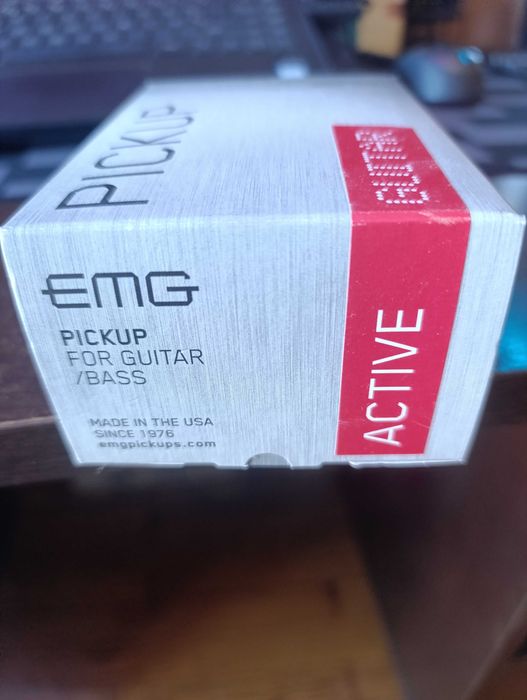 PICKUP
GUITAR
EMG
PICKUP
FOR GUITAR
/BASS
MADE IN THE USA
SINCE 1976
emgpickups.com
ACTIVE